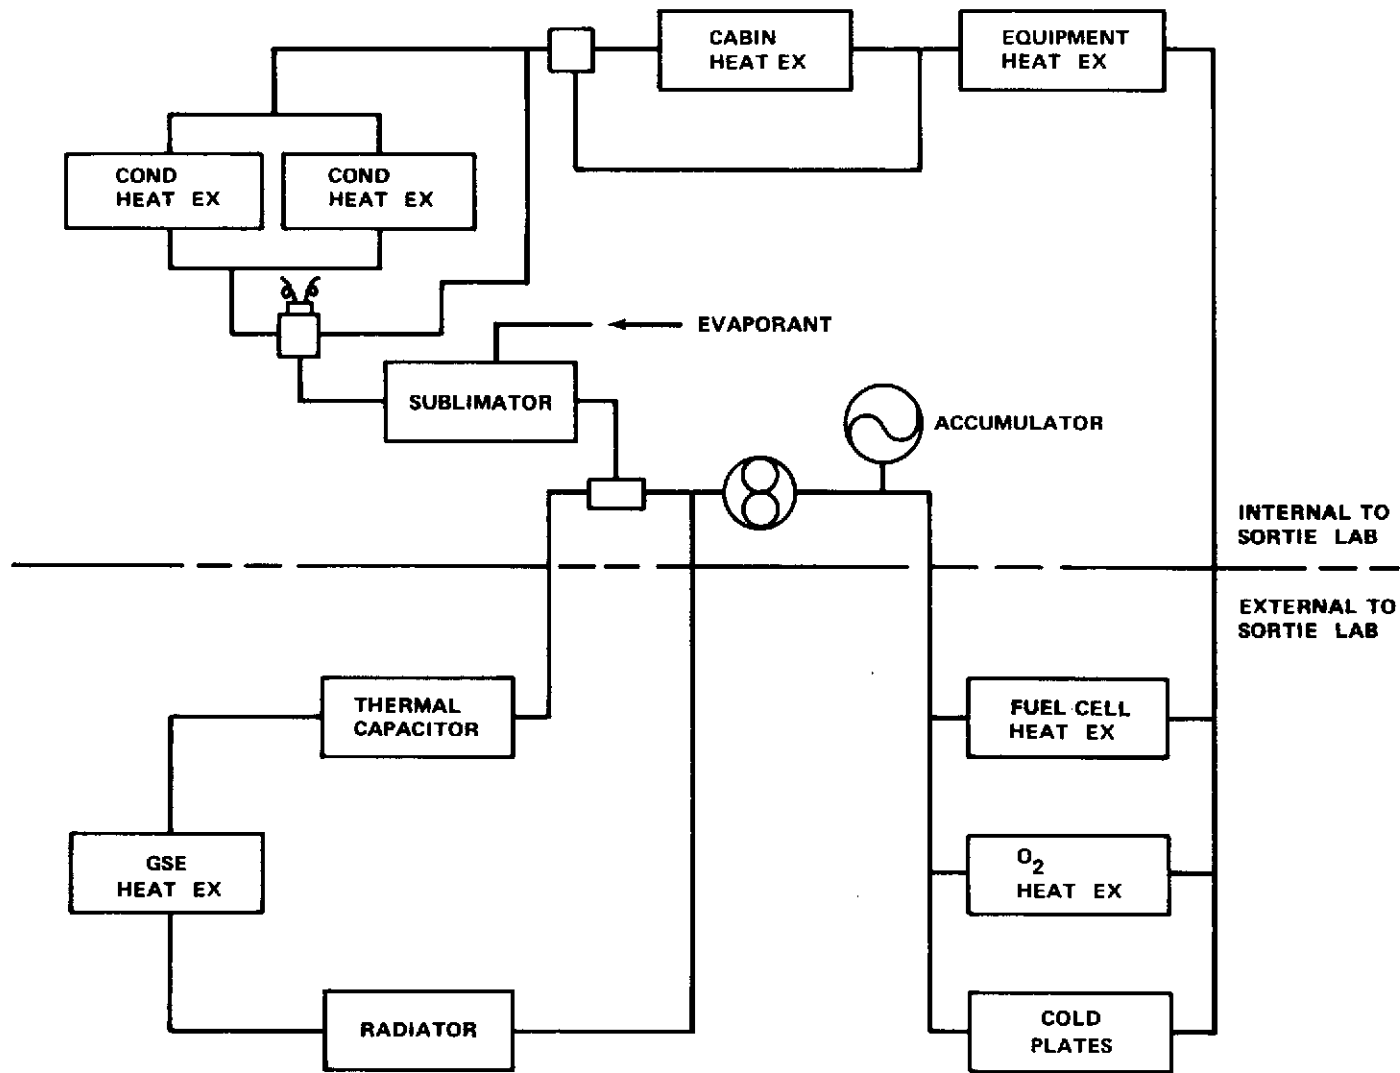 CABIN
HEAT EX
EQUIPMENT
HEAT EX
COND
HEAT EX
COND
HEAT EX
EVAPORANT
SUBLIMATOR
ACCUMULATOR
INTERNAL TO
SORTIE LAB
EXTERNAL TO
SORTIE LAB
THERMAL
CAPACITOR
FUEL CELL
HEAT EX
GSE
HEAT EX
O2
HEAT EX
RADIATOR
COLD
PLATES